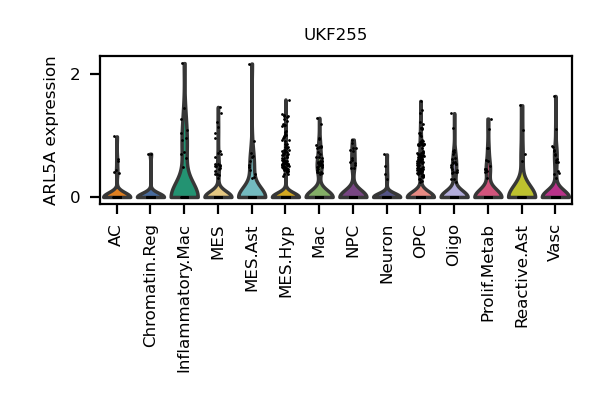 UKF255
ARL5A expression
2
0
AC
Chromatin.Reg
Inflammatory.Mac
MES
MES.Ast
MES.Hyp
Mac
NPC
Neuron
OPC
Oligo
Prolif.Metab
Reactive.Ast
Vasc